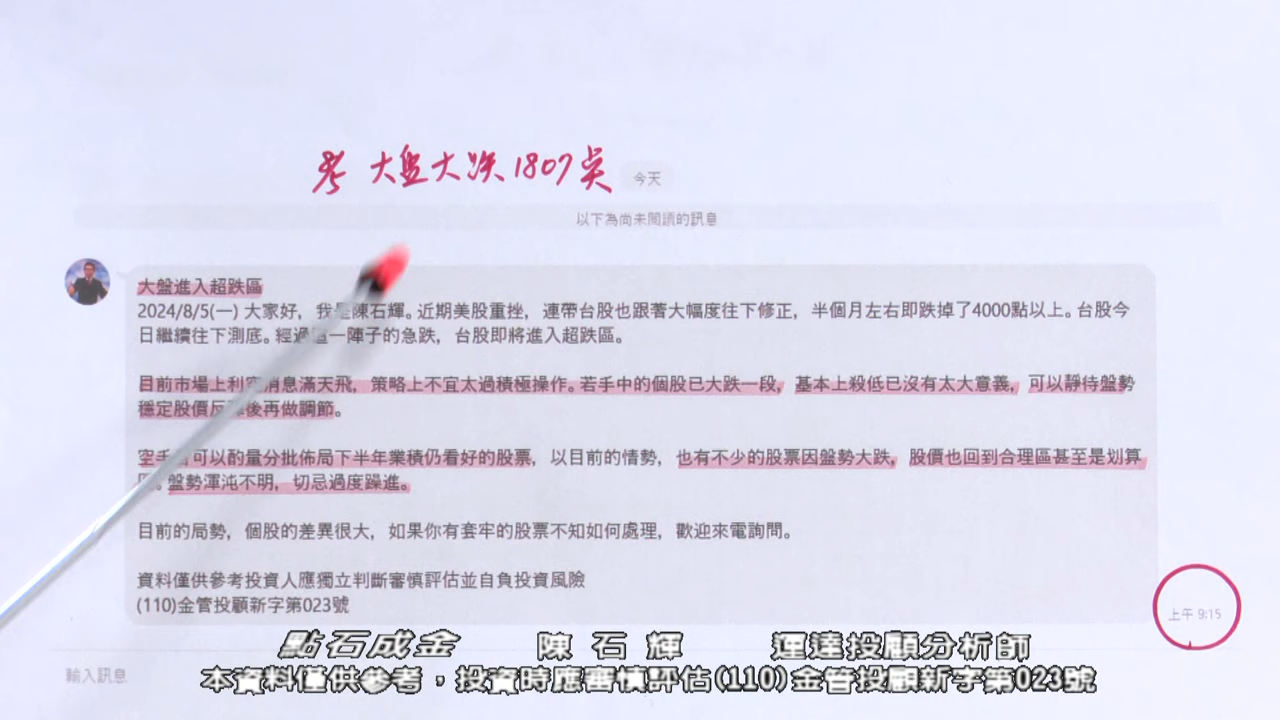 大盤大跌1807點
今天
以下為尚未閱讀的訊息
大盤進入超跌區
2024/8/5(一) 大家好，我是陳石輝。近期美股重挫，連帶台股也跟著大幅度往下修正，半個月左右即跌掉了4000點以上。台股今
日繼續往下測底。經過這一陣子的急跌，台股即將進入超跌區。
目前市場上利空消息滿天飛，策略上不宜太過積極操作。若手中的個股已大跌一段，基本上殺低已沒有太大意義，可以靜待盤勢
穩定股價反彈後再做調節。
空手者可以酌量分批佈局下半年業績仍看好的股票，以目前的情勢，也有不少的股票因盤勢大跌，股價也回到合理區甚至是划算
區。盤勢渾沌不明，切忌過度躁進。
目前的局勢，個股的差異很大，如果你有套牢的股票不知如何處理，歡迎來電詢問。
資料僅供參考投資人應獨立判斷審慎評估並自負投資風險
(110)金管投顧新字第023號
上午 9:15
輸入訊息
點石成金 陳石輝 運達投顧分析師
本資料僅供參考，投資時應審慎評估(110)金管投顧新字第023號